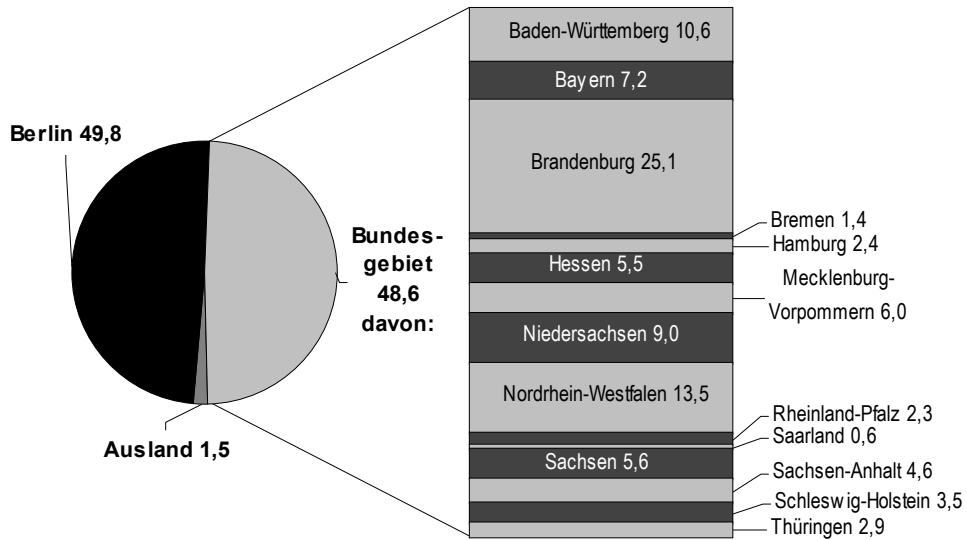 Berlin 49,8
Bundes-
gebiet
48,6
davon:
Ausland 1,5
Baden-Württemberg 10,6
Bayern 7,2
Brandenburg 25,1
Bremen 1,4
Hamburg 2,4
Hessen 5,5
Mecklenburg-
Vorpommern 6,0
Niedersachsen 9,0
Nordrhein-Westfalen 13,5
Rheinland-Pfalz 2,3
Saarland 0,6
Sachsen 5,6
Sachsen-Anhalt 4,6
Schleswig-Holstein 3,5
Thüringen 2,9